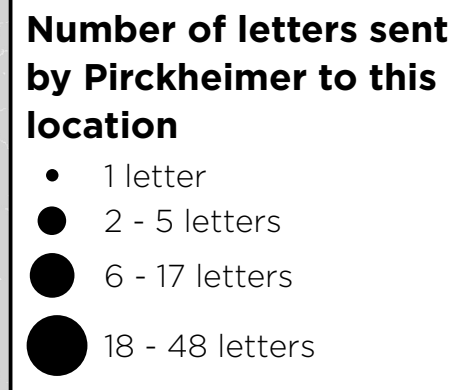 Number of letters sent
by Pirckheimer to this
location
1 letter
2 - 5 letters
6 - 17 letters
18 - 48 letters